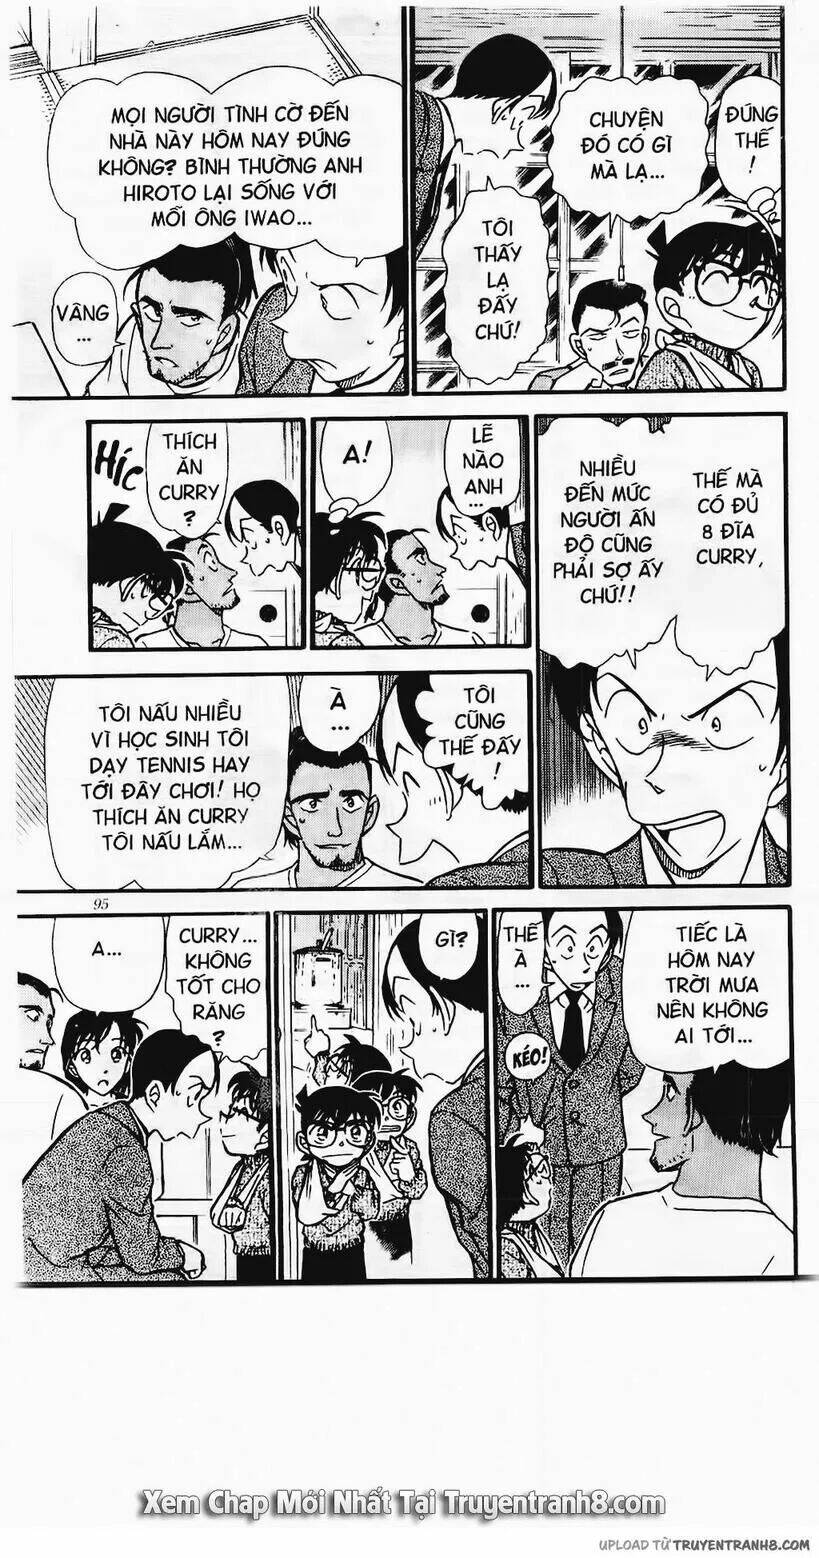 ĐÚNG
THẾ
!
CHUYỆN
ĐÓ CÓ GÌ
MÀ LẠ...
TÔI
THẤY
LẠ
ĐẤY
CHỨ!
MỌI NGƯỜI TÌNH CỜ ĐẾN
NHÀ NÀY HÔM NAY ĐÚNG
KHÔNG? BÌNH THƯỜNG ANH
HIROTO LẠI SỐNG VỚI
MỖI ÔNG IWAO...
VÂNG
...
THẾ MÀ
CÓ ĐỦ
8 ĐĨA
CURRY,
NHIỀU
ĐẾN MỨC
NGƯỜI ẤN
ĐỘ CŨNG
PHẢI SỢ ẤY
CHỨ!!
LẼ
NÀO
ANH
...
A!
THÍCH
ĂN
CURRY
?
HÍC
TÔI
CŨNG
THẾ ĐẤY
!
À
...
TÔI NẤU NHIỀU
VÌ HỌC SINH TÔI
DẠY TENNIS HAY
TỚI ĐÂY CHƠI! HỌ
THÍCH ĂN CURRY
TÔI NẤU LẮM...
95
TIẾC LÀ
HÔM NAY
TRỜI MƯA
NÊN KHÔNG
AI TỚI...
THẾ
À...
KÉO!
GÌ?
CURRY...
KHÔNG
TỐT CHO
RĂNG
?
A...
Xem Chap Mới Nhất Tại Truyentranh8.com
UPLOAD TỪ TRUYENTRANH8.COM